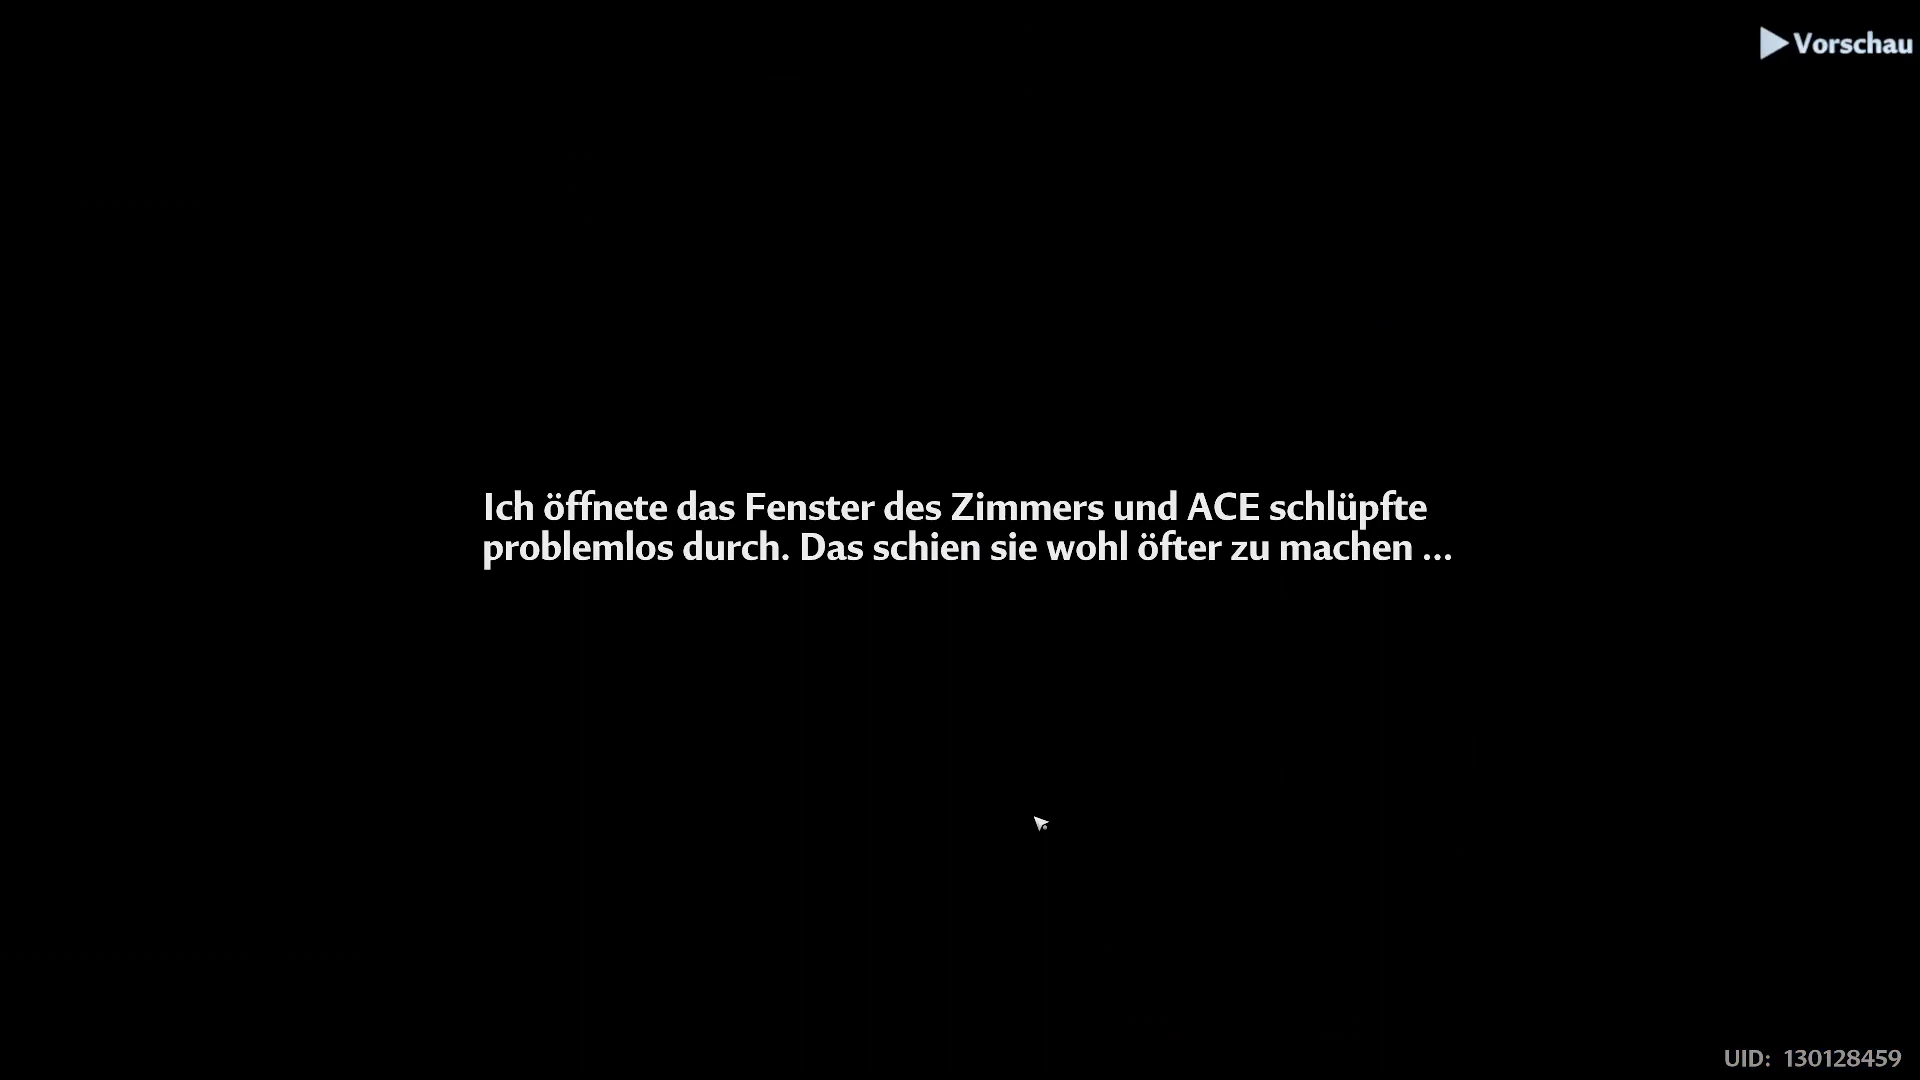 Vorschau
Ich öffnete das Fenster des Zimmers und ACE schlüpfte
problemlos durch. Das schien sie wohl öfter zu machen ...
UID: 130128459